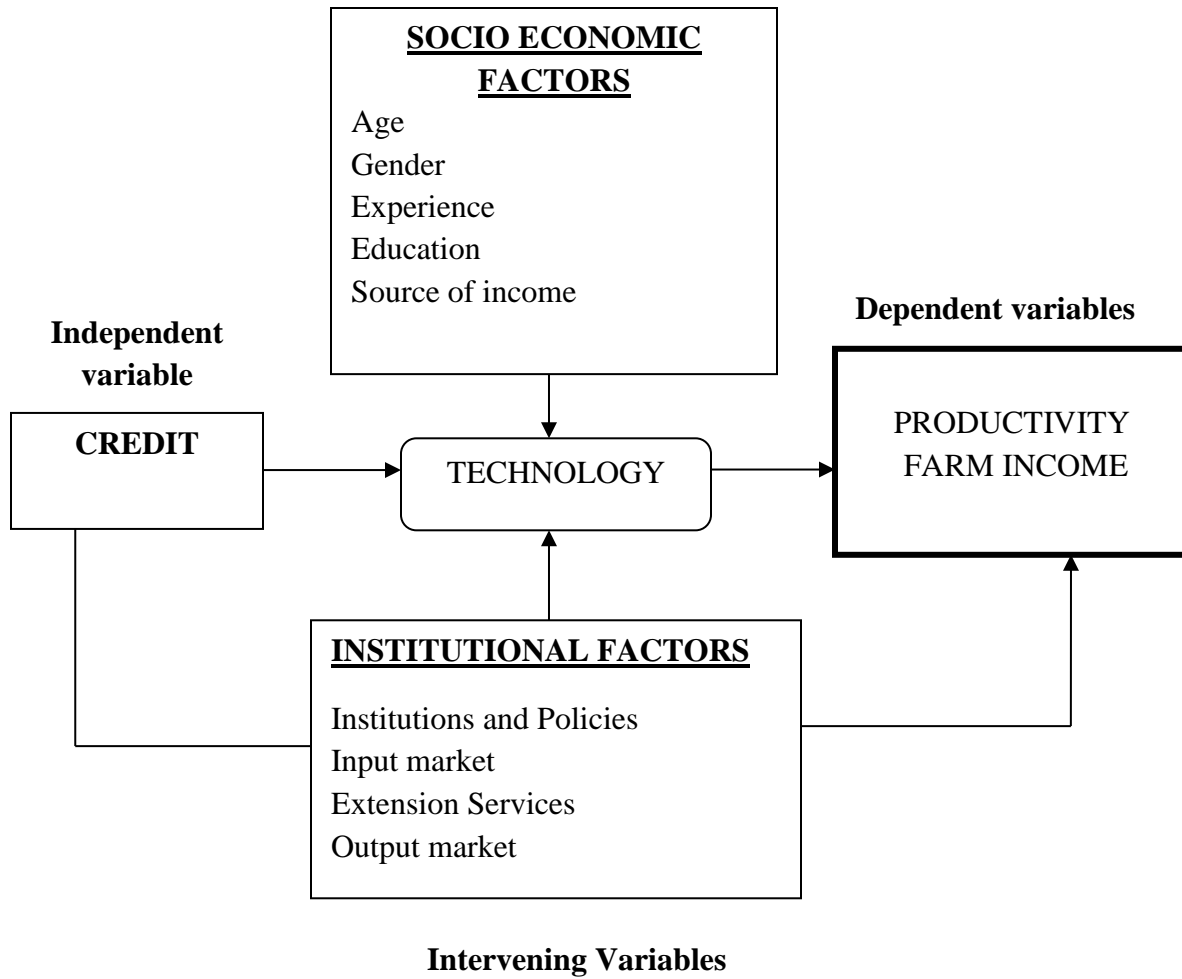 SOCIO ECONOMIC
FACTORS
Age
Gender
Experience
Education
Source of income
Independent
variable
CREDIT
TECHNOLOGY
Dependent variables
PRODUCTIVITY
FARM INCOME
INSTITUTIONAL FACTORS
Institutions and Policies
Input market
Extension Services
Output market
Intervening Variables